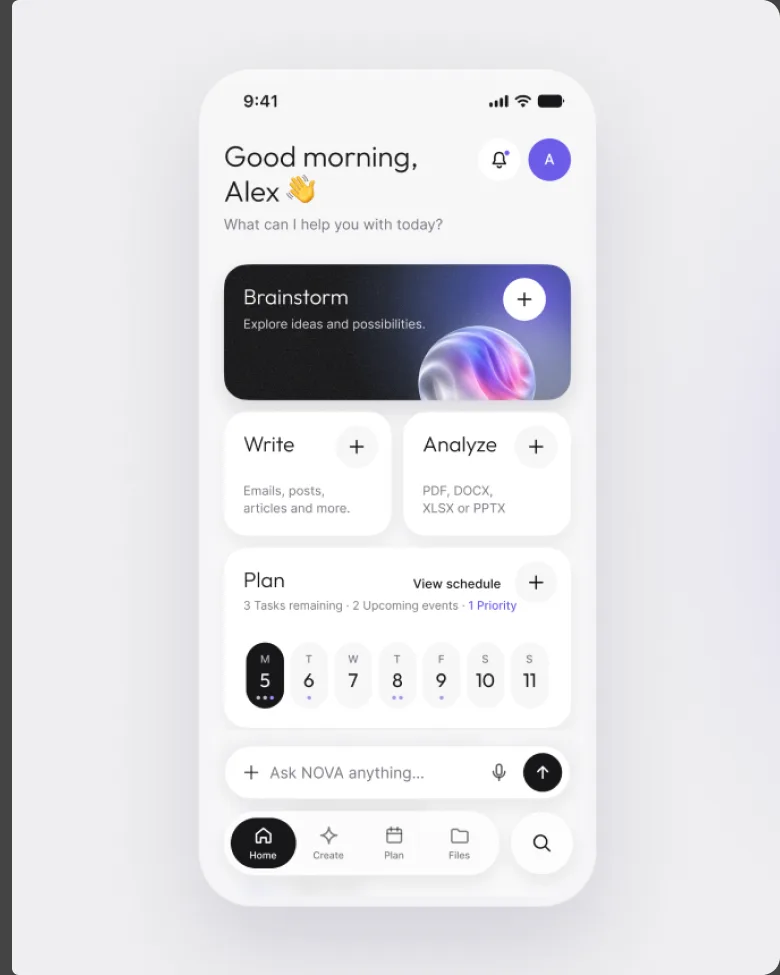 9:41
Good morning,
Alex 👋
A
What can I help you with today?
Brainstorm
Explore ideas and possibilities.
Write
Emails, posts,
articles and more.
Analyze
PDF, DOCX,
XLSX or PPTX
Plan
View schedule
3 Tasks remaining · 2 Upcoming events · 1 Priority
M T W T F S S
5 6 7 8 9 10 11
Ask NOVA anything...
Home Create Plan Files